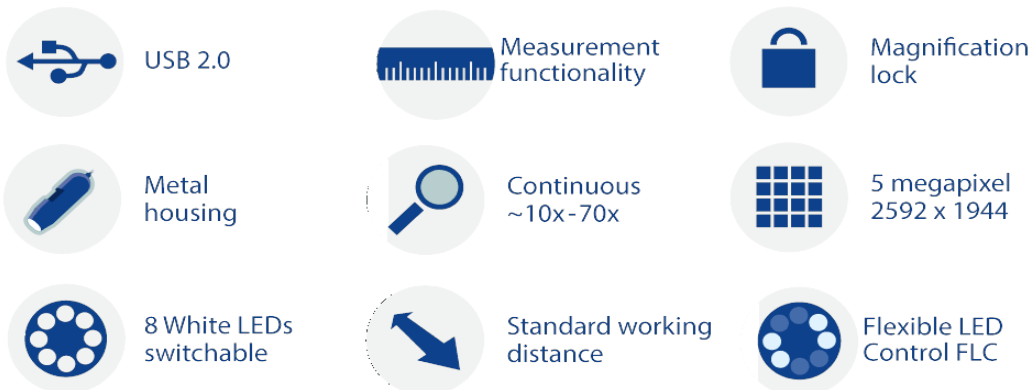 USB 2.0
Measurement
functionality
Magnification
lock
Metal
housing
Continuous
~10x-70x
5 megapixel
2592 x 1944
8 White LEDs
switchable
Standard working
distance
Flexible LED
Control FLC